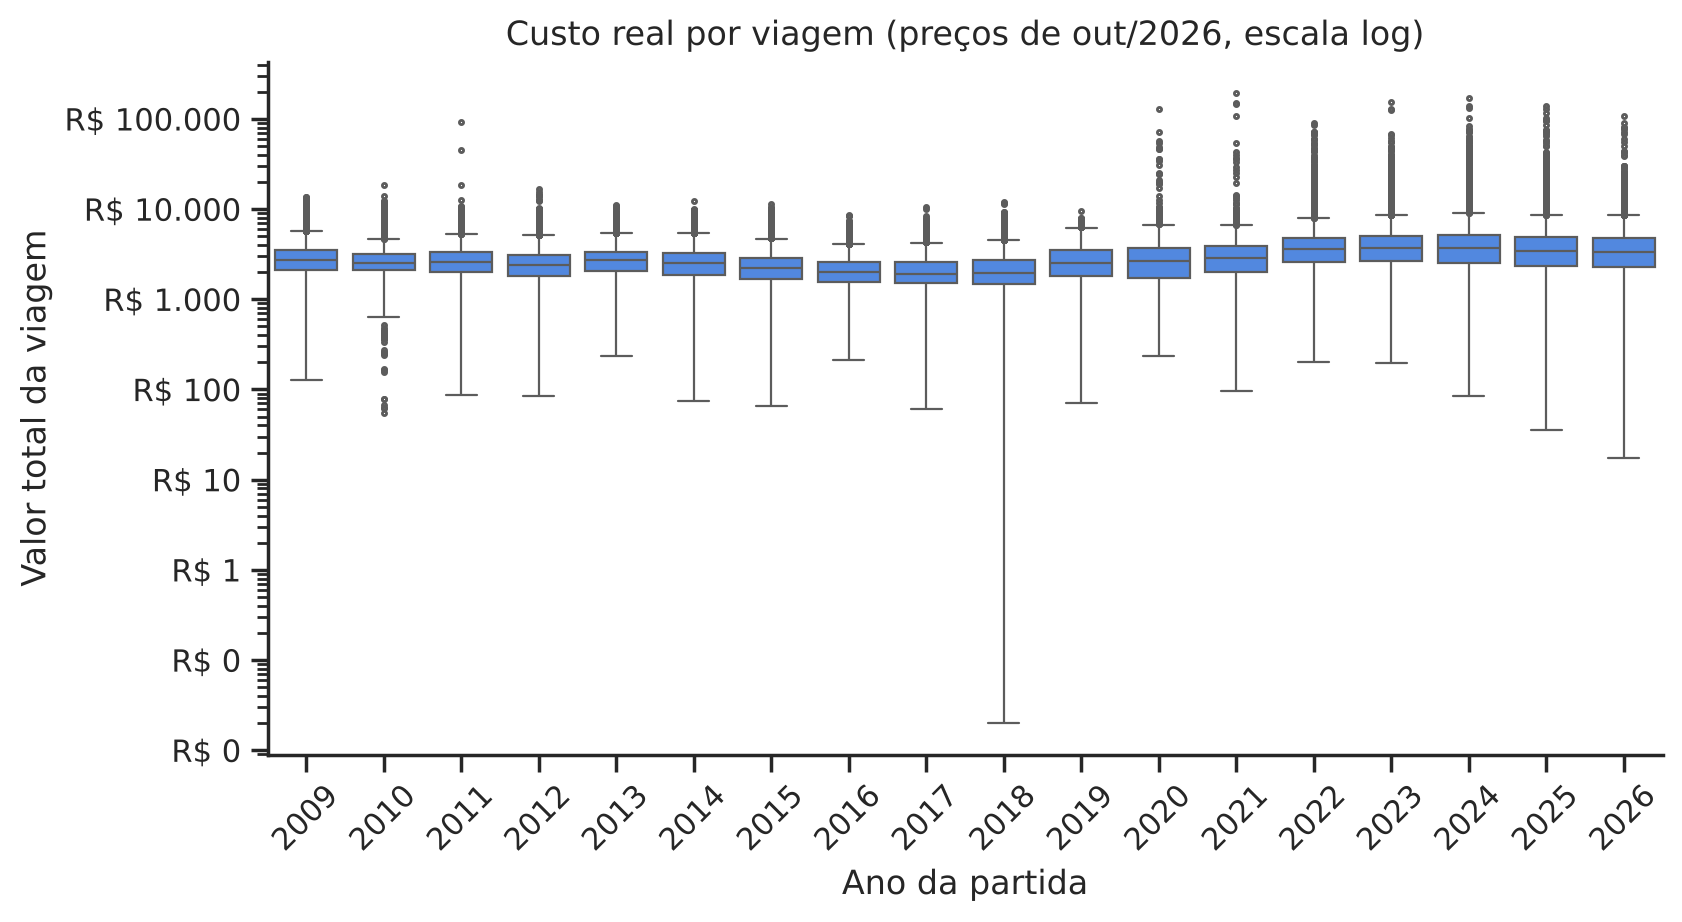 Custo real por viagem (preços de out/2026, escala log)
Valor total da viagem
R$ 100.000
R$ 10.000
R$ 1.000
R$ 100
R$ 10
R$ 1
R$ 0
R$ 0
2009
2010
2011
2012
2013
2014
2015
2016
2017
2018
2019
2020
2021
2022
2023
2024
2025
2026
Ano da partida